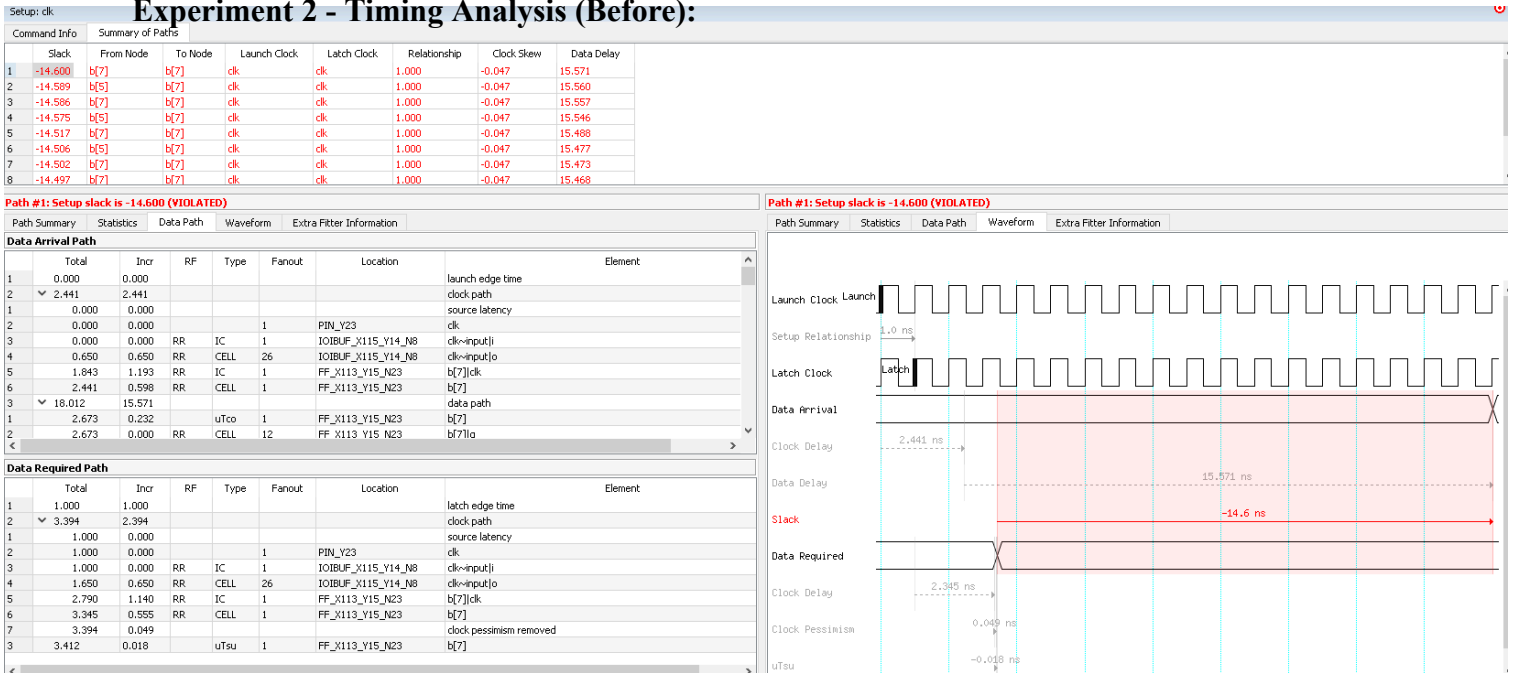 Setup: clk
Experiment 2 - Timing Analysis (Before):
Command Info Summary of Paths
Slack From Node To Node Launch Clock Latch Clock Relationship Clock Skew Data Delay
1 -14.600 b[7] b[7] clk clk 1.000 -0.047 15.571
2 -14.589 b[5] b[7] clk clk 1.000 -0.047 15.560
3 -14.586 b[7] b[7] clk clk 1.000 -0.047 15.557
4 -14.575 b[5] b[7] clk clk 1.000 -0.047 15.546
5 -14.517 b[7] b[7] clk clk 1.000 -0.047 15.488
6 -14.506 b[5] b[7] clk clk 1.000 -0.047 15.477
7 -14.502 b[7] b[7] clk clk 1.000 -0.047 15.473
8 -14.497 b[7] b[7] clk clk 1.000 -0.047 15.468
Path #1: Setup slack is -14.600 (VIOLATED)
Path Summary Statistics Data Path Waveform Extra Fitter Information
Data Arrival Path
Total Incr RF Type Fanout Location Element
1 0.000 0.000 launch edge time
2 2.441 2.441 clock path
1 0.000 0.000 source latency
2 0.000 0.000 1 PIN_Y23 clk
3 0.000 0.000 RR IC 1 IOIBUF_X115_Y14_N8 clk~input|i
4 0.650 0.650 RR CELL 26 IOIBUF_X115_Y14_N8 clk~input|o
5 1.843 1.193 RR IC 1 FF_X113_Y15_N23 b[7]|clk
6 2.441 0.598 RR CELL 1 FF_X113_Y15_N23 b[7]
3 18.012 15.571 data path
1 2.673 0.232 uTco 1 FF_X113_Y15_N23 b[7]
2 2.673 0.000 RR CELL 12 FF_X113_Y15_N23 b[7]|q
Data Required Path
Total Incr RF Type Fanout Location Element
1 1.000 1.000 latch edge time
2 3.394 2.394 clock path
1 1.000 0.000 source latency
2 1.000 0.000 1 PIN_Y23 clk
3 1.000 0.000 RR IC 1 IOIBUF_X115_Y14_N8 clk~input|i
4 1.650 0.650 RR CELL 26 IOIBUF_X115_Y14_N8 clk~input|o
5 2.790 1.140 RR IC 1 FF_X113_Y15_N23 b[7]|clk
6 3.345 0.555 RR CELL 1 FF_X113_Y15_N23 b[7]
7 3.394 0.049 clock pessimism removed
3 3.412 0.018 uTsu 1 FF_X113_Y15_N23 b[7]
Path #1: Setup slack is -14.600 (VIOLATED)
Path Summary Statistics Data Path Waveform Extra Fitter Information
Launch Clock Launch
Setup Relationship 1.0 ns
Latch Clock Latch
Data Arrival
Clock Delay 2.441 ns
Data Delay 15.571 ns
Slack -14.6 ns
Data Required
Clock Delay 2.345 ns
Clock Pessimism 0.049 ns
uTsu -0.018 ns